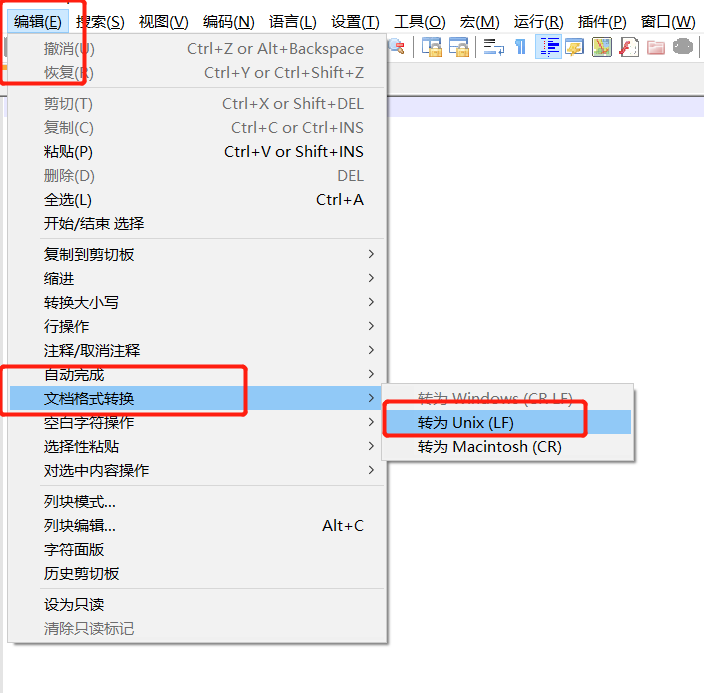 编辑(E) 搜索(S) 视图(V) 编码(N) 语言(L) 设置(T) 工具(O) 宏(M) 运行(R) 插件(P) 窗口(W)
撤消(U) Ctrl+Z or Alt+Backspace
恢复(R) Ctrl+Y or Ctrl+Shift+Z
剪切(T) Ctrl+X or Shift+DEL
复制(C) Ctrl+C or Ctrl+INS
粘贴(P) Ctrl+V or Shift+INS
删除(D) DEL
全选(L) Ctrl+A
开始/结束 选择
复制到剪切板
缩进
转换大小写
行操作
注释/取消注释
自动完成
文档格式转换
转为 Windows (CR LF)
转为 Unix (LF)
转为 Macintosh (CR)
空白字符操作
选择性粘贴
对选中内容操作
列块模式...
列块编辑... Alt+C
字符面版
历史剪切板
设为只读
清除只读标记